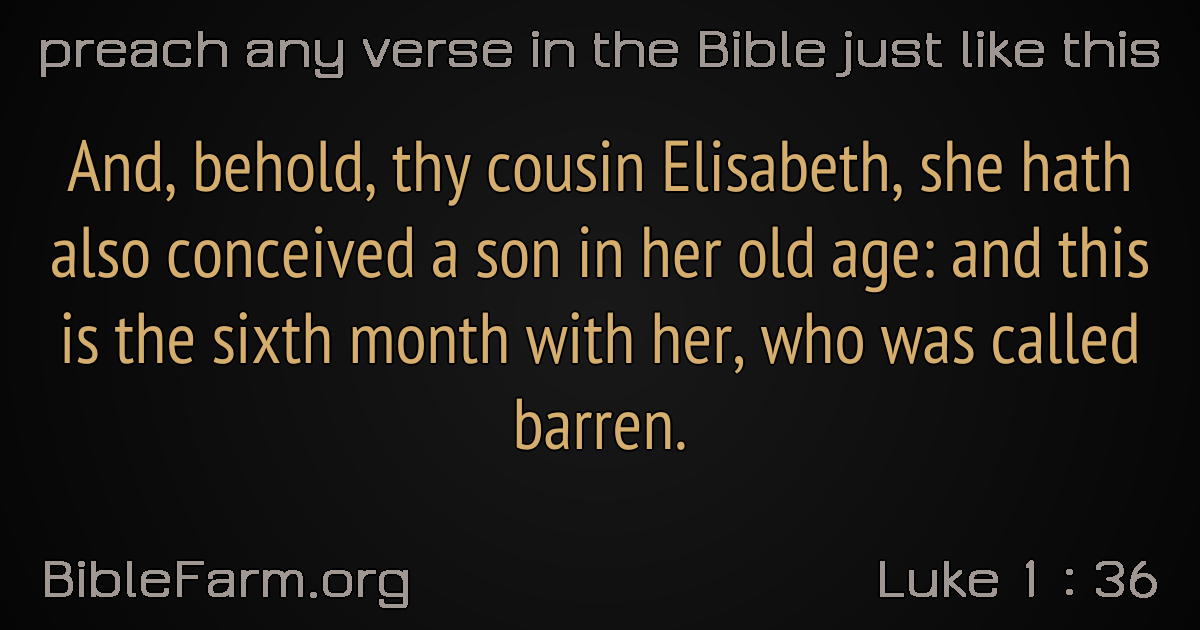 preach any verse in the Bible just like this
And, behold, thy cousin Elisabeth, she hath
also conceived a son in her old age: and this
is the sixth month with her, who was called
barren.
BibleFarm.org
Luke 1 : 36